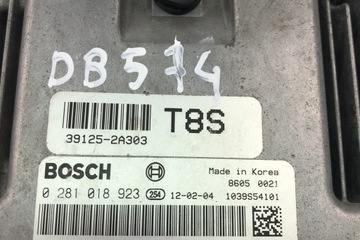 DB574
T8S
39125-2A303
BOSCH
Made in Korea
8605 0021
0 281 018 923 254 12-02-04 1039S54101